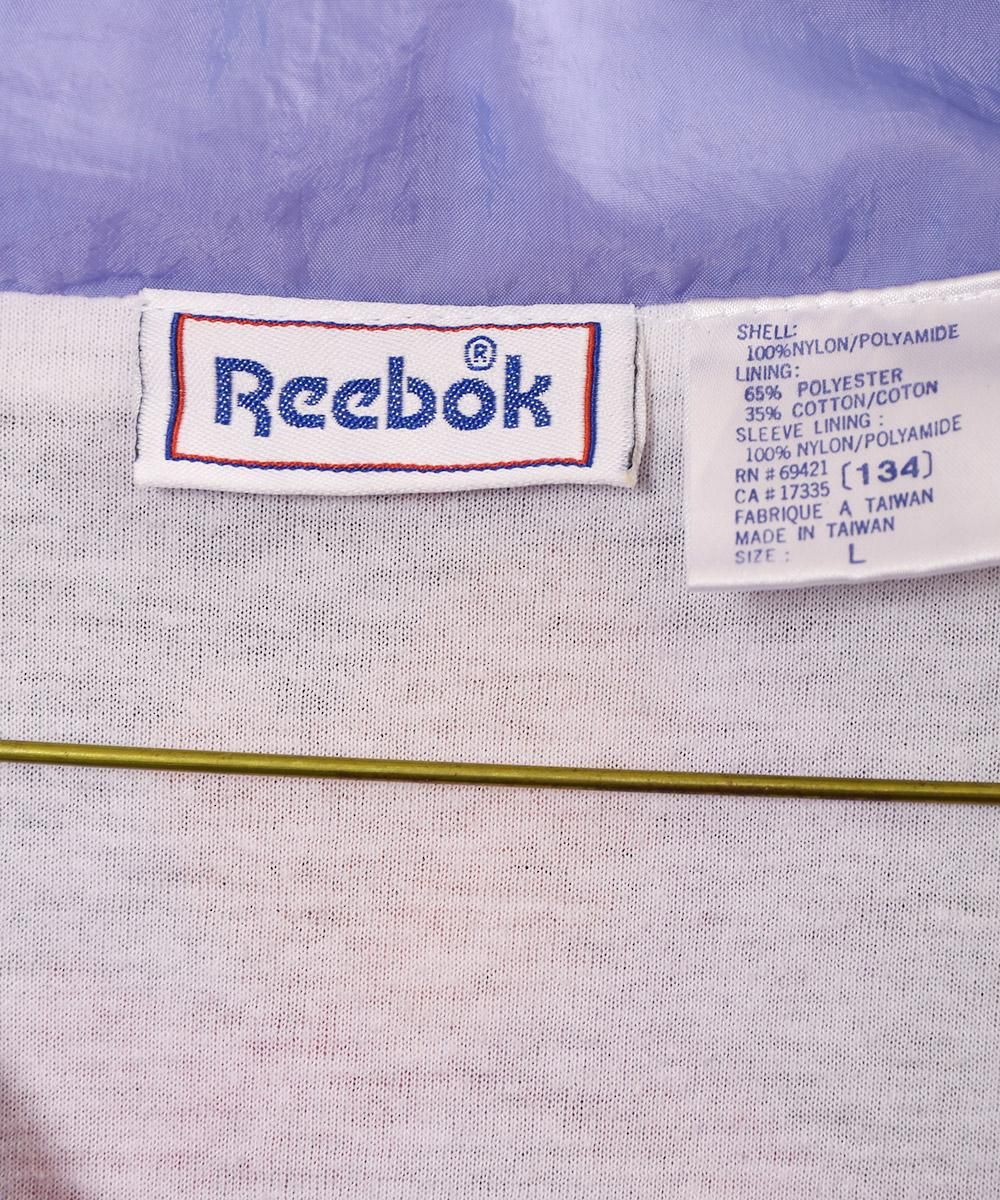 Reebok®
SHELL:
100%NYLON/POLYAMIDE
LINING:
65% POLYESTER
35% COTTON/COTON
SLEEVE LINING :
100% NYLON/POLYAMIDE
RN # 69421
CA # 17335 (134)
FABRIQUE A TAIWAN
MADE IN TAIWAN
SIZE : L